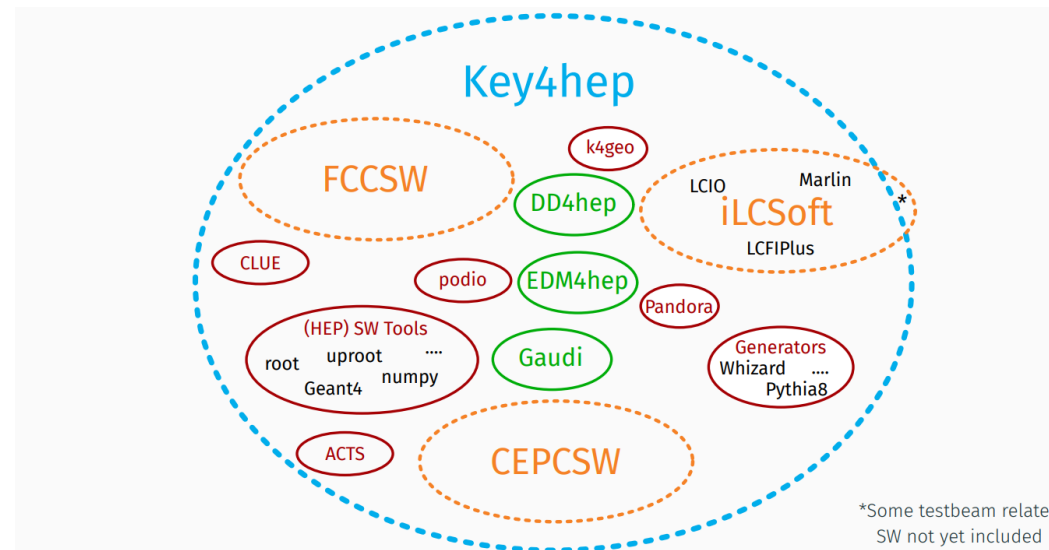 Key4hep
k4geo
FCCSW
DD4hep
LCIO
Marlin
*
iLCSoft
LCFIPlus
CLUE
podio
EDM4hep
Pandora
(HEP) SW Tools
root
uproot
....
Geant4
numpy
Gaudi
Generators
Whizard
....
Pythia8
ACTS
CEPCSW
*Some testbeam relate
SW not yet included